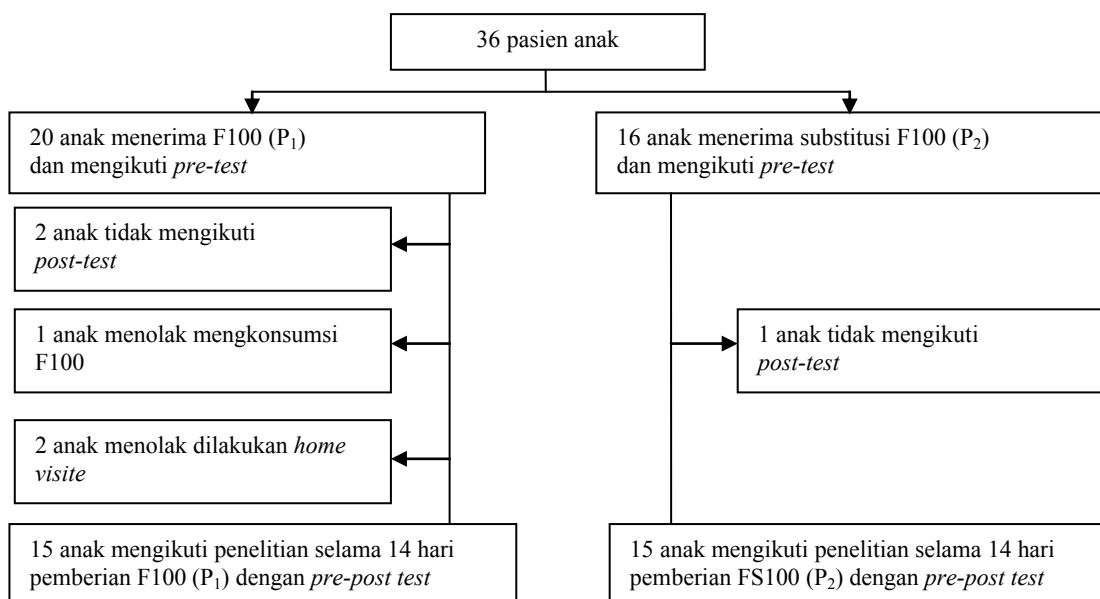 36 pasien anak
20 anak menerima F100 (P₁)
dan mengikuti pre-test
16 anak menerima substitusi F100 (P₂)
dan mengikuti pre-test
2 anak tidak mengikuti
post-test
1 anak menolak mengkonsumsi
F100
1 anak tidak mengikuti
post-test
2 anak menolak dilakukan home
visite
15 anak mengikuti penelitian selama 14 hari
pemberian F100 (P₁) dengan pre-post test
15 anak mengikuti penelitian selama 14 hari
pemberian FS100 (P₂) dengan pre-post test